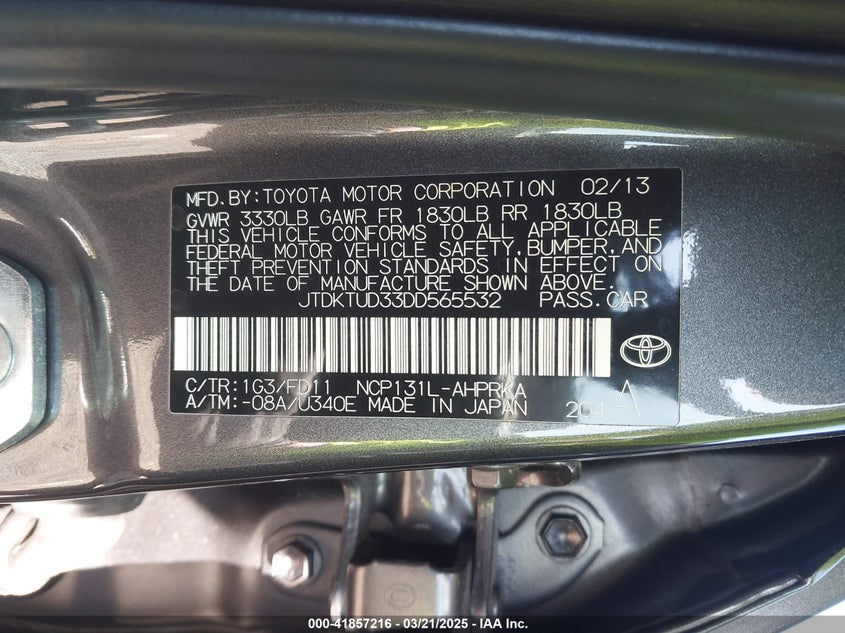 MFD.BY:TOYOTA MOTOR CORPORATION 02/13
GVWR 3330LB GAWR FR 1830LB RR 1830LB
THIS VEHICLE CONFORMS TO ALL APPLICABLE
FEDERAL MOTOR VEHICLE SAFETY, BUMPER, AND
THEFT PREVENTION STANDARDS IN EFFECT ON
THE DATE OF MANUFACTURE SHOWN ABOVE.
JTDKTUD33DD565532 PASS.CAR
C/TR:1G3/FD11 NCP131L-AHPRKA
A/TM:-08A/U340E MADE IN JAPAN 204 A
000-41857216 - 03/21/2025 - IAA Inc.